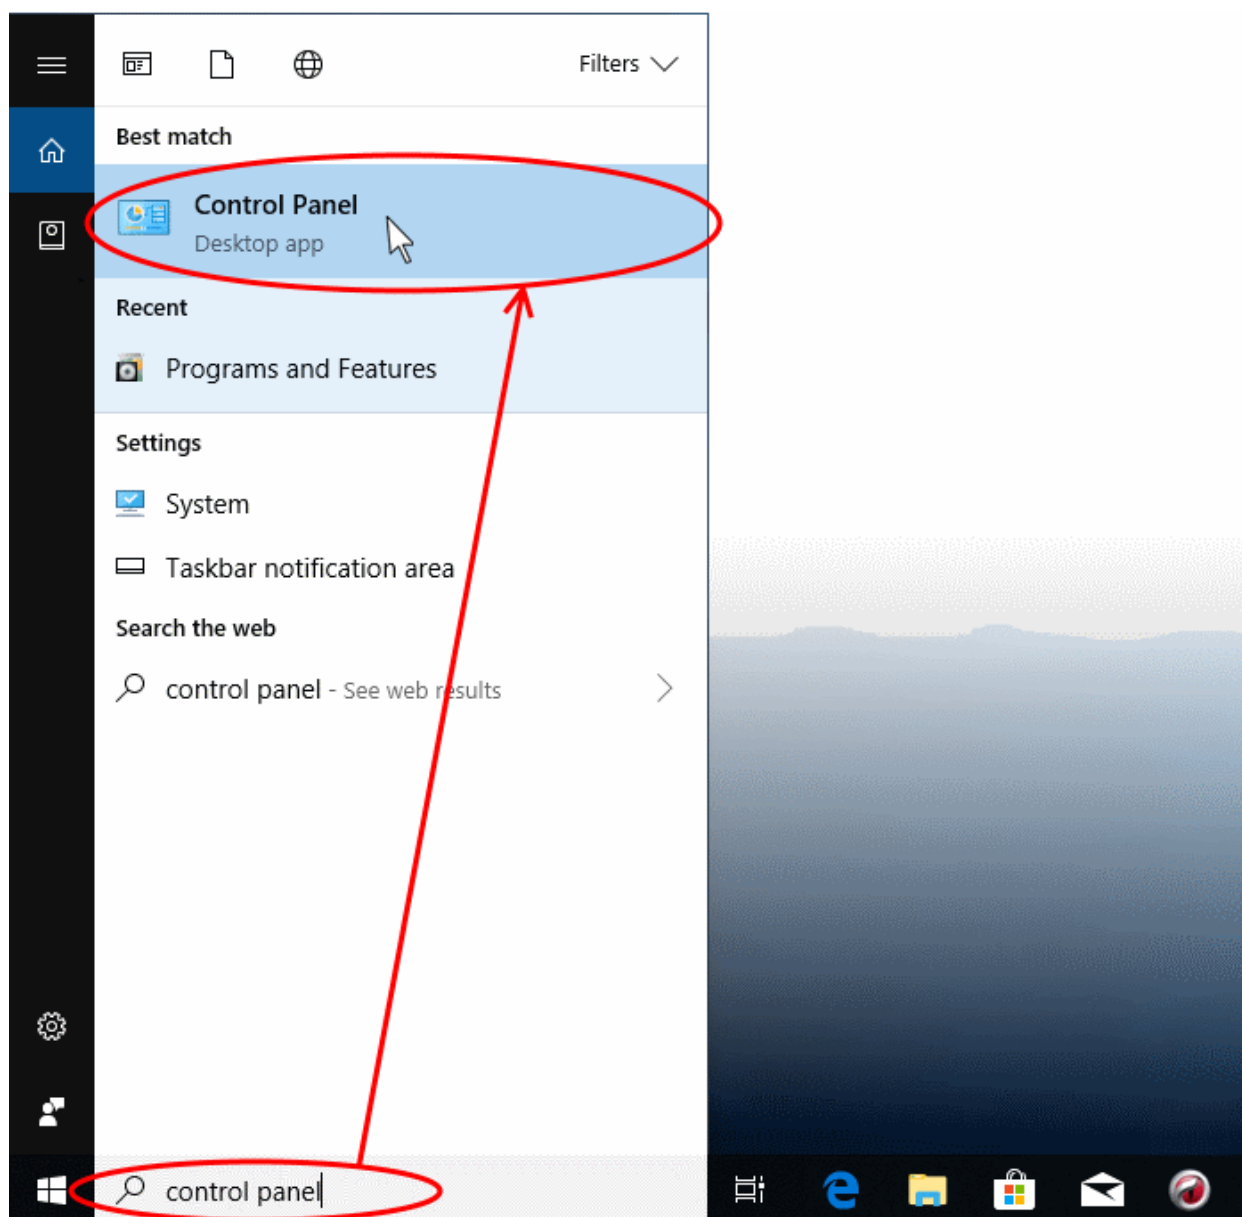 Filters
Best match
Control Panel
Desktop app
Recent
Programs and Features
Settings
System
Taskbar notification area
Search the web
control panel - See web results
control panel